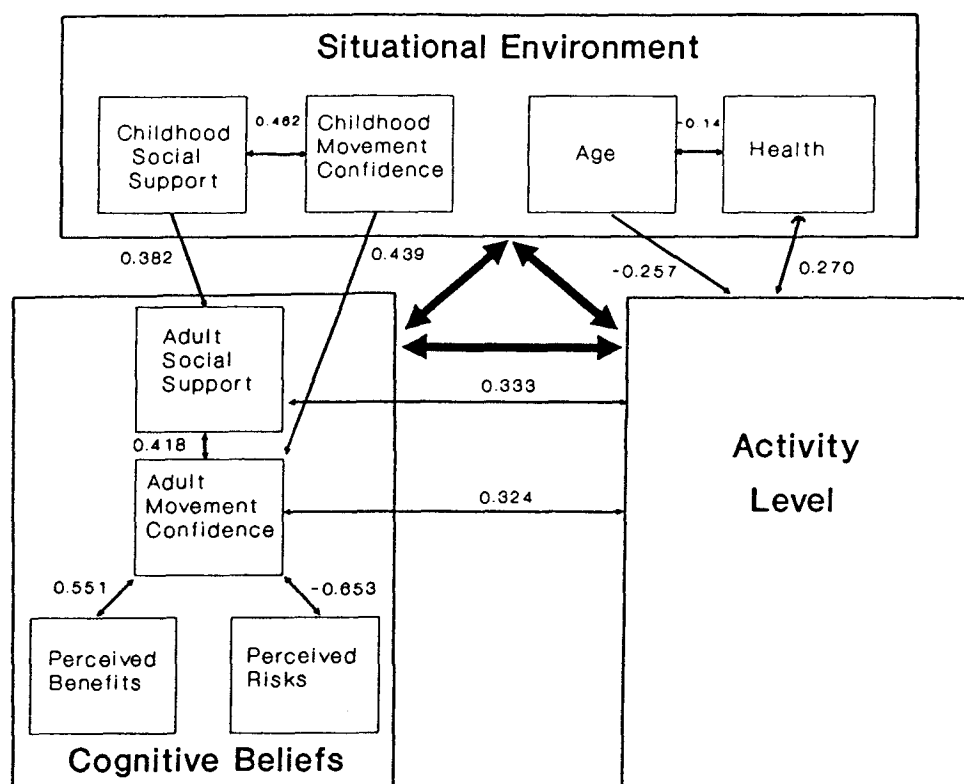 Situational Environment
Childhood
Social
Support
0.462
Childhood
Movement
Confidence
Age
-0.14
Health
0.382
0.439
-0.257
0.270
Adult
Social
Support
0.333
0.418
Adult
Movement
Confidence
0.324
0.551
-0.653
Perceived
Benefits
Perceived
Risks
Cognitive Beliefs
Activity
Level